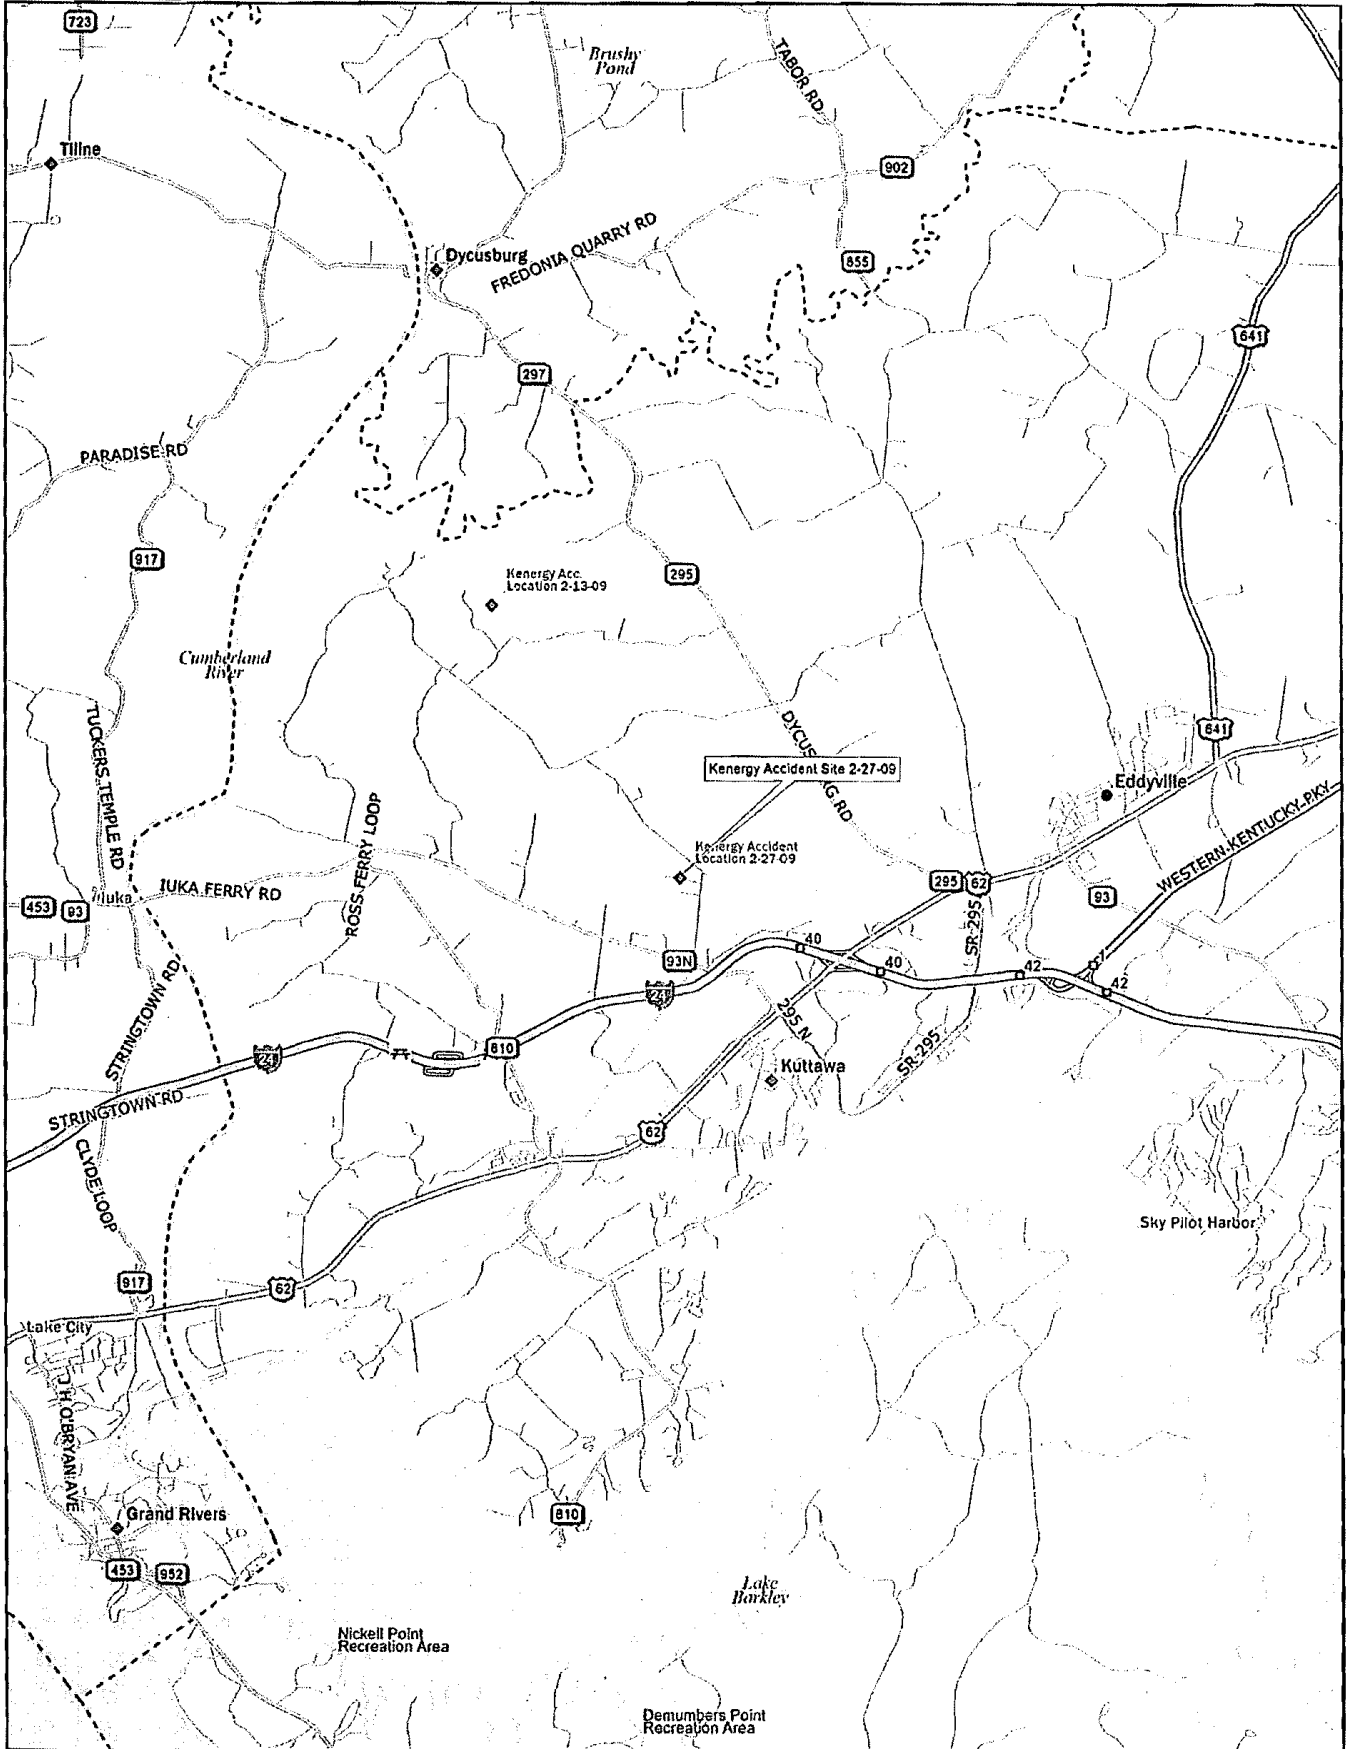 723
Brushy
Pond
TABOR RD
Tiline
902
Dycusburg
FREDONIA QUARRY RD
855
641
297
PARADISE RD
917
Kenergy Acc.
Location 2-13-09
295
Cumberland
River
TUCKERS TEMPLE RD
DYCUS
G RD
641
Kenergy Accident Site 2-27-09
Eddyville
ROSS FERRY LOOP
WESTERN KENTUCKY PKY
Kenergy Accident
Location 2-27-09
295
62
IUKA FERRY RD
Iuka
453
93
93
SR-295
40
93N
40
42
42
24
STRINGTOWN RD
295 N
810
24
SR-295
Kuttawa
STRINGTOWN RD
62
CLYDE LOOP
Sky Pilot Harbor
917
62
Lake City
J H O'BRYAN AVE
Grand Rivers
810
453
952
Lake
Barkley
Nickell Point
Recreation Area
Demumbers Point
Recreation Area